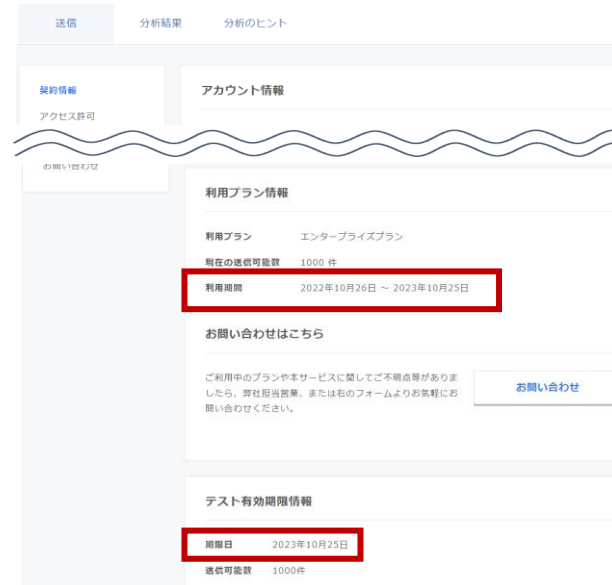 送信 分析結果 分析のヒント
契約情報
アクセス許可
お問い合わせ
アカウント情報
利用プラン情報
利用プラン エンタープライズプラン
現在の送信可能数 1000 件
利用期間 2022年10月26日 ～ 2023年10月25日
お問い合わせはこちら
ご利用中のプランや本サービスに関してご不明点等がありま
したら、弊社担当営業、または右のフォームよりお気軽にお
問い合わせください。
お問い合わせ
テスト有効期限情報
期限日 2023年10月25日
送信可能数 1000件